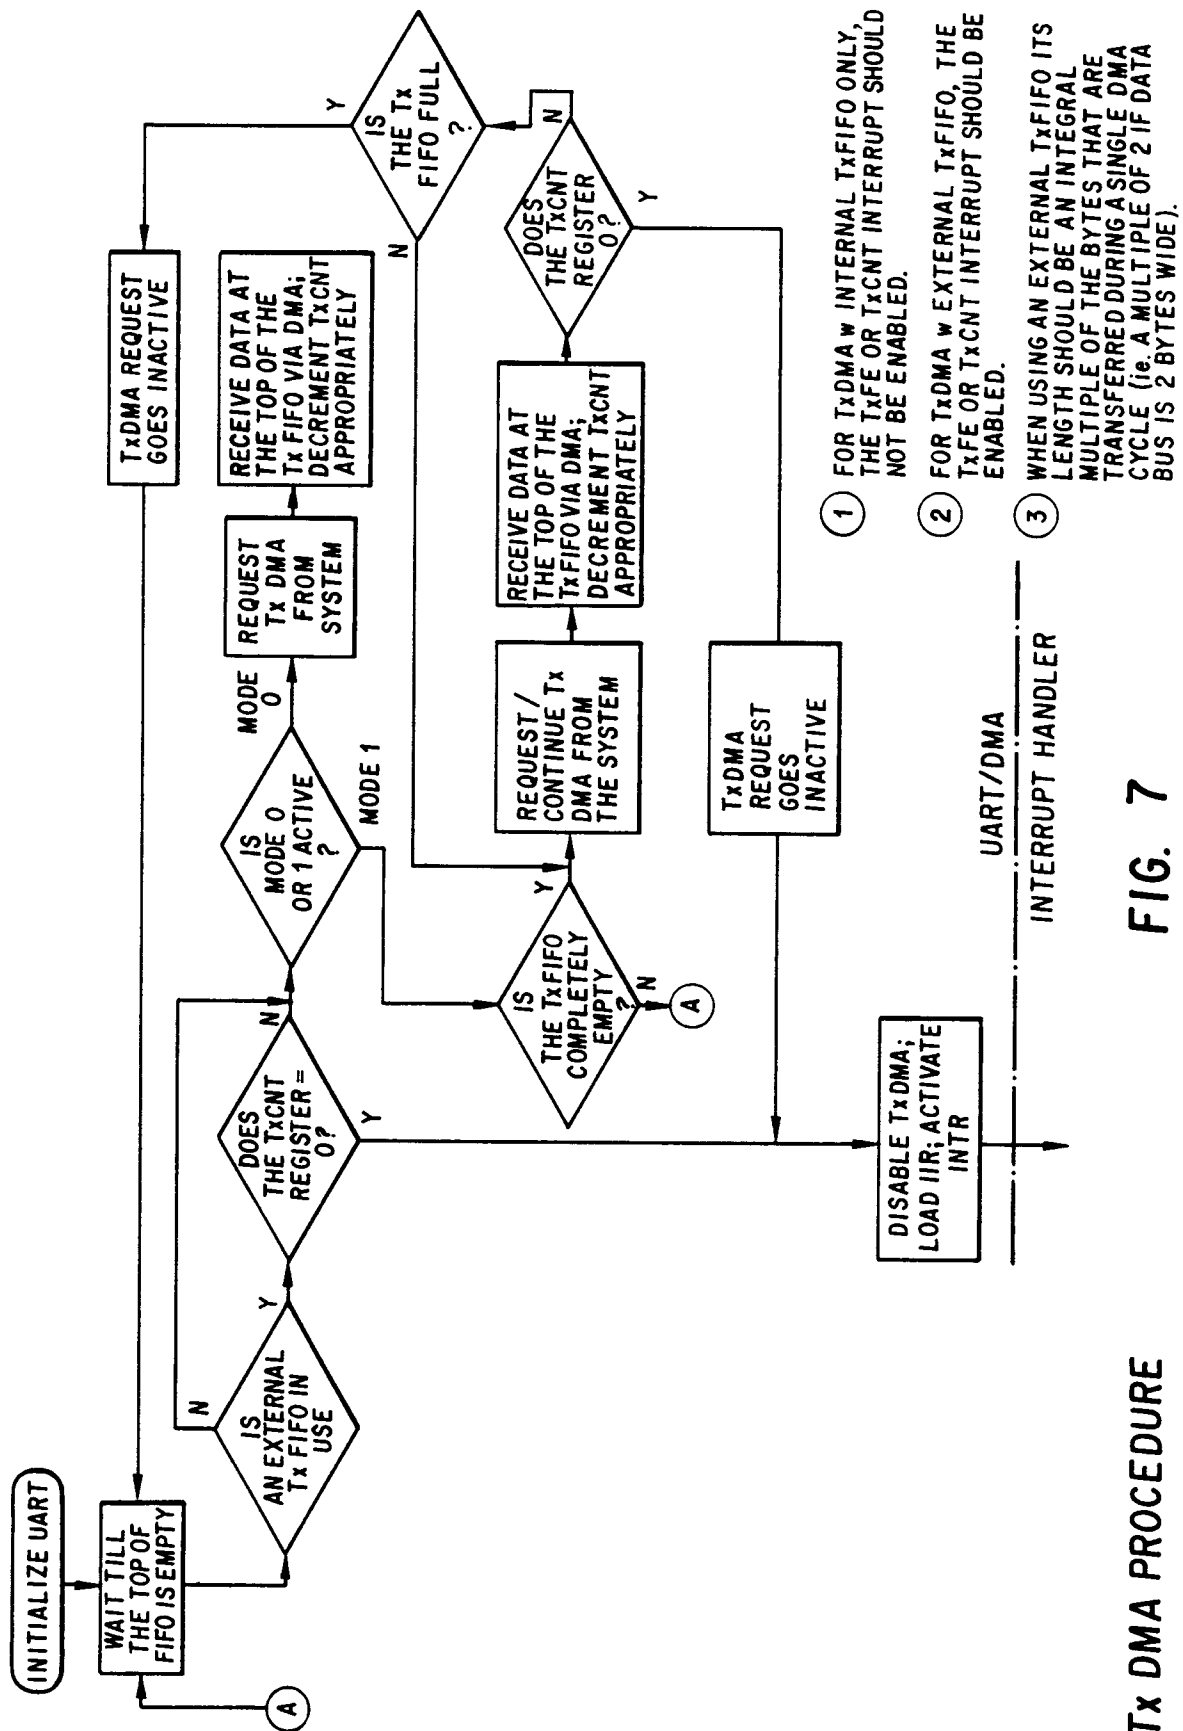 INITIALIZE UART
WAIT TILL
THE TOP OF
FIFO IS EMPTY
A
IS
AN EXTERNAL
Tx FIFO IN
USE
N
Y
DOES
THE TxCNT
REGISTER =
0?
N
Y
IS
MODE 0
OR 1 ACTIVE
?
MODE
0
MODE 1
REQUEST
Tx DMA
FROM
SYSTEM
RECEIVE DATA AT
THE TOP OF THE
Tx FIFO VIA DMA;
DECREMENT TxCNT
APPROPRIATELY
TxDMA REQUEST
GOES INACTIVE
Y
IS
THE Tx
FIFO FULL
?
N
IS
THE TxFIFO
COMPLETELY
EMPTY
?
Y
N
A
REQUEST/
CONTINUE Tx
DMA FROM
THE SYSTEM
RECEIVE DATA AT
THE TOP OF THE
TxFIFO VIA DMA;
DECREMENT TxCNT
APPROPRIATELY
DOES
THE TxCNT
REGISTER
0?
N
Y
TxDMA
REQUEST
GOES
INACTIVE
DISABLE TxDMA;
LOAD IIR; ACTIVATE
INTR
UART/DMA
INTERRUPT HANDLER
1 FOR TxDMA w INTERNAL TxFIFO ONLY,
THE TxFE OR TxCNT INTERRUPT SHOULD
NOT BE ENABLED.
2 FOR TxDMA w EXTERNAL TxFIFO, THE
TxFE OR TxCNT INTERRUPT SHOULD BE
ENABLED.
3 WHEN USING AN EXTERNAL TxFIFO ITS
LENGTH SHOULD BE AN INTEGRAL
MULTIPLE OF THE BYTES THAT ARE
TRANSFERRED DURING A SINGLE DMA
CYCLE (ie. A MULTIPLE OF 2 IF DATA
BUS IS 2 BYTES WIDE).
Tx DMA PROCEDURE
FIG. 7